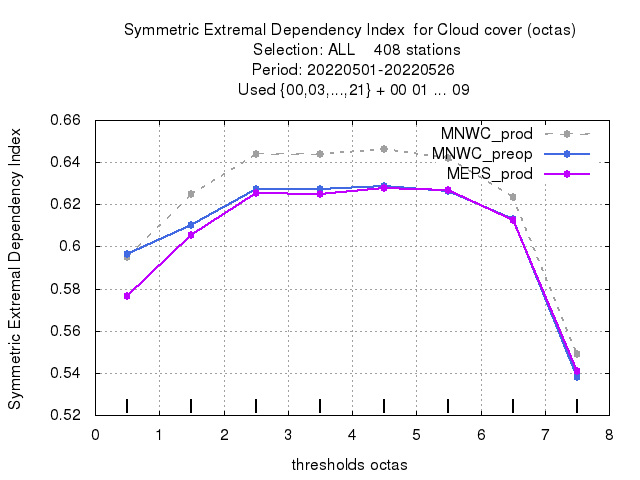 Symmetric Extremal Dependency Index  for Cloud cover (octas)
Selection: ALL    408 stations
Period: 20220501-20220526
Used {00,03,...,21} + 00 01 ... 09
Symmetric Extremal Dependency Index
0.66
0.64
0.62
0.6
0.58
0.56
0.54
0.52
MNWC_prod
MNWC_preop
MEPS_prod
0 1 2 3 4 5 6 7 8
thresholds octas